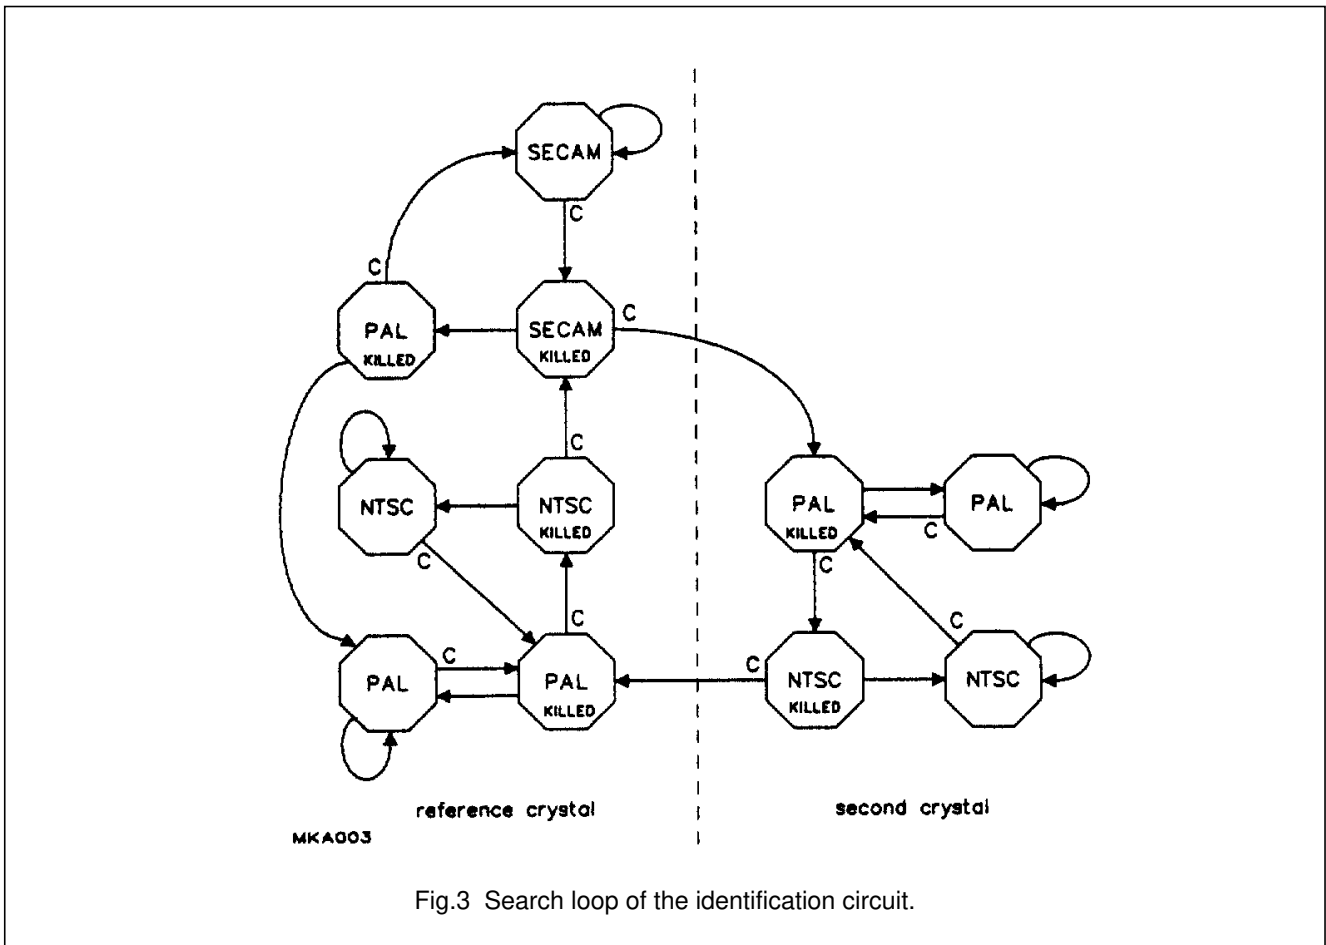 SECAM
C
C
PAL
KILLED
SECAM
KILLED
C
C
NTSC
NTSC
KILLED
C
PAL
KILLED
PAL
C
C
C
PAL
C
PAL
KILLED
C
NTSC
KILLED
C
NTSC
reference crystal
second crystal
MKA003
Fig.3 Search loop of the identification circuit.